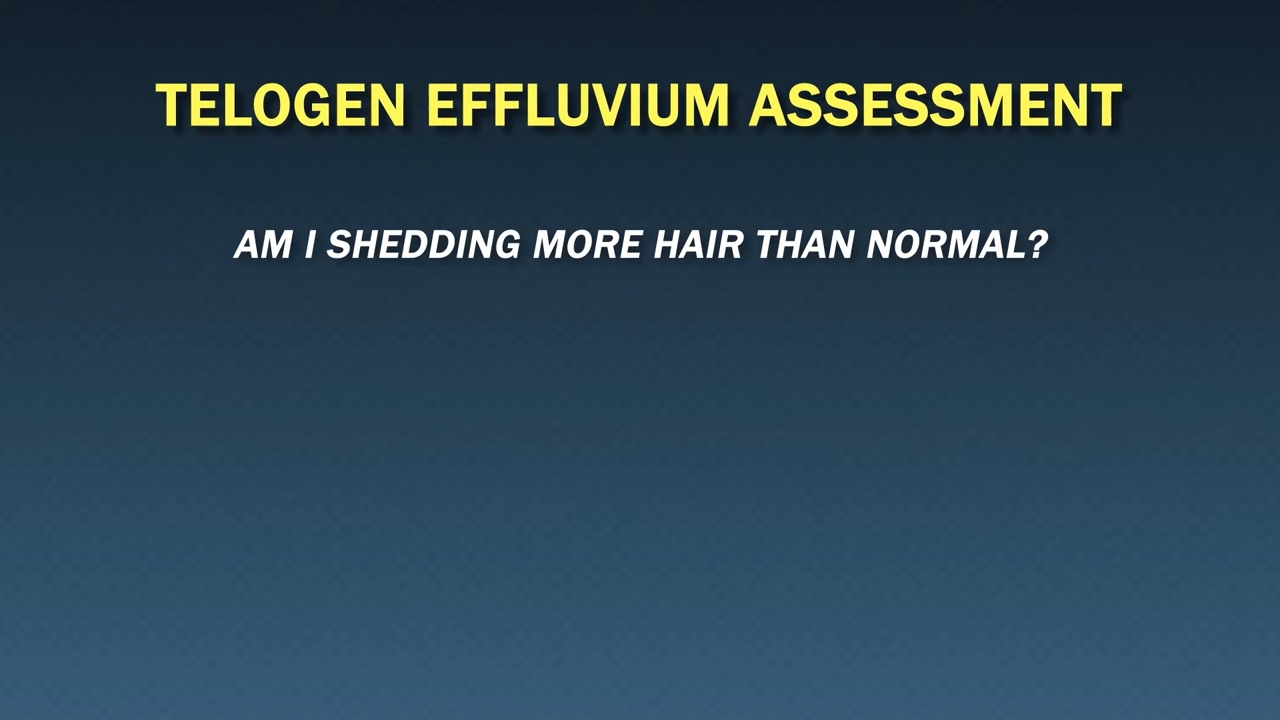 TELOGEN EFFLUVIUM ASSESSMENT
AM I SHEDDING MORE HAIR THAN NORMAL?